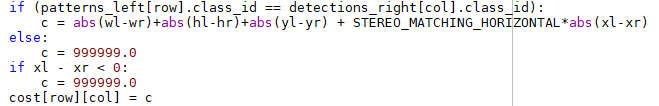 if (patterns_left[row].class_id == detections_right[col].class_id):
    c = abs(wl-wr)+abs(hl-hr)+abs(yl-yr) + STEREO_MATCHING_HORIZONTAL*abs(xl-xr)
else:
    c = 999999.0
if xl - xr < 0:
    c = 999999.0
cost[row][col] = c